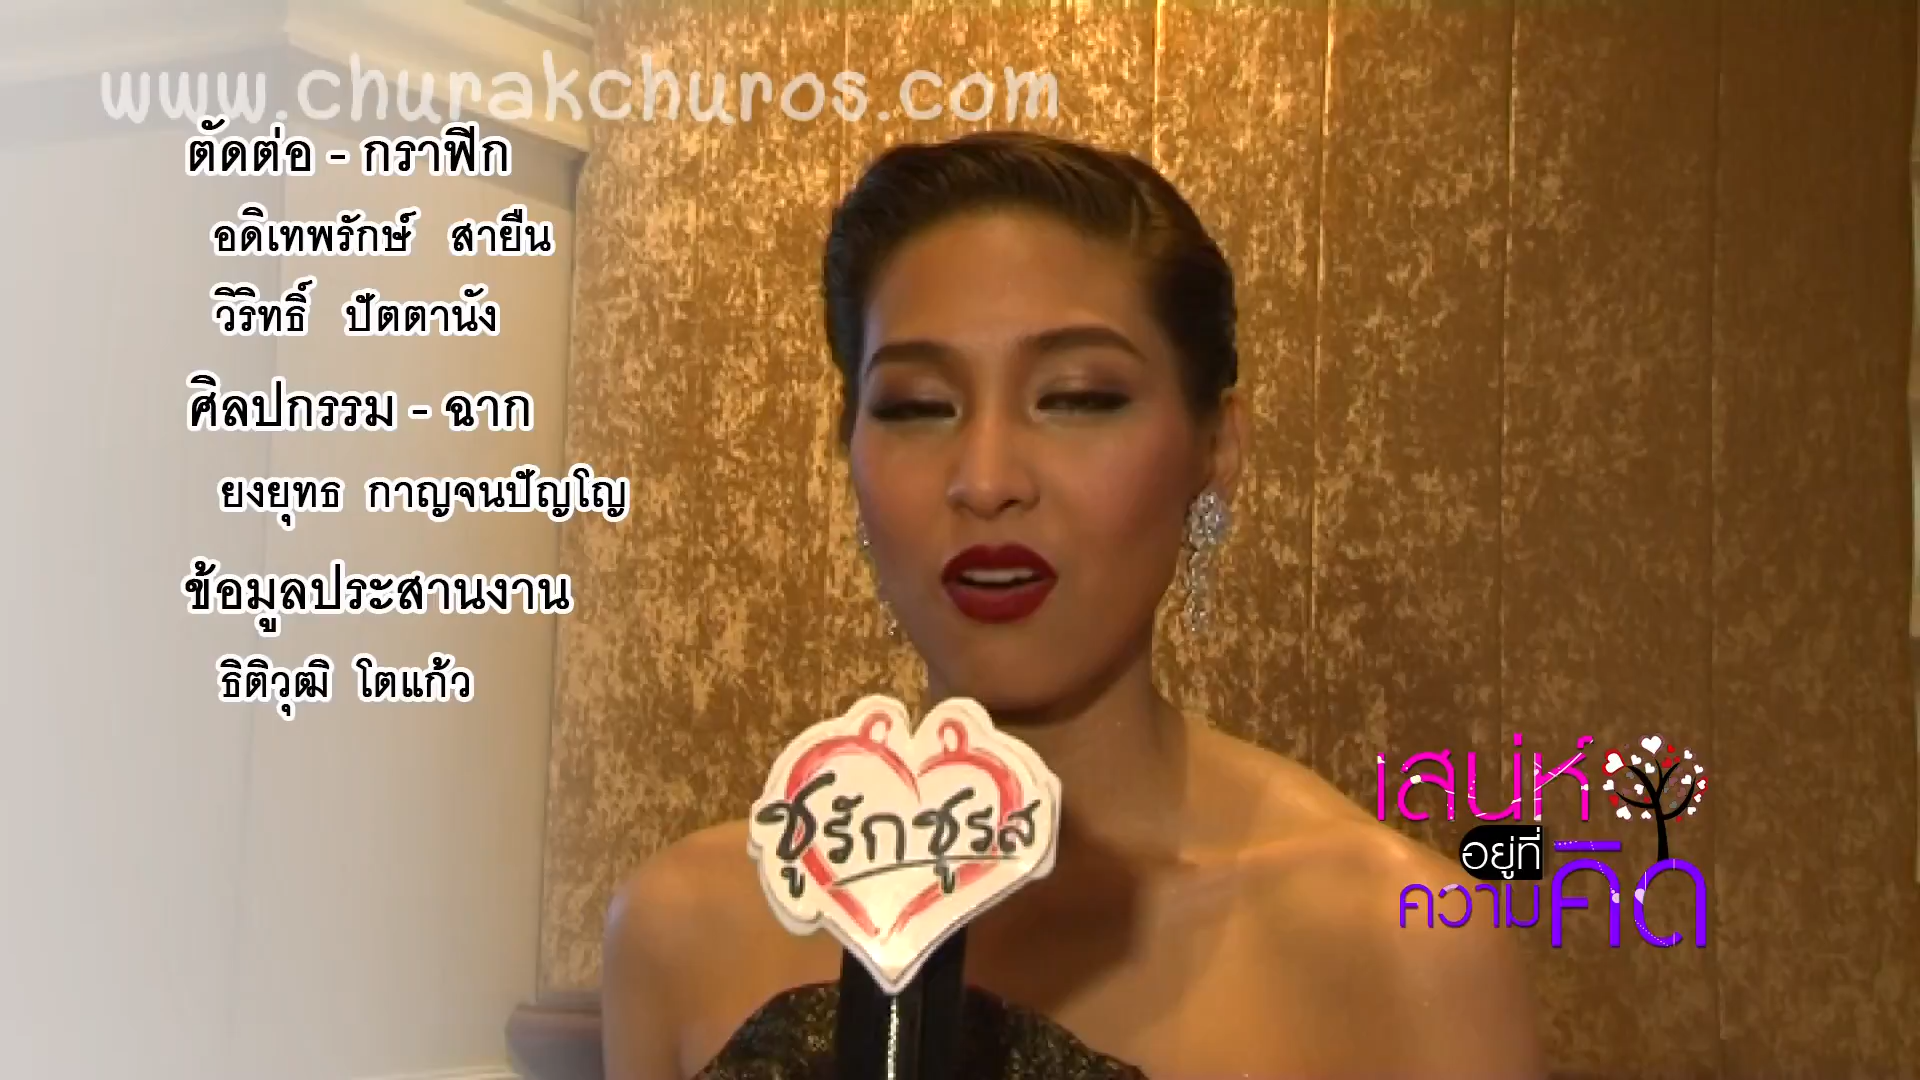 www.churakchuros.com
ตัดต่อ - กราฟีก
อดิเทพรักษ์ สายืน
วิริทธิ์ ปัตตานัง
ศิลปกรรม - ฉาก
ยงยุทธ กาญจนปัญโญ
ข้อมูลประสานงาน
ธิติวุฒิ โตแก้ว
ชูรักชูรส
เสน่ห์
อยู่ที่
ความคิด